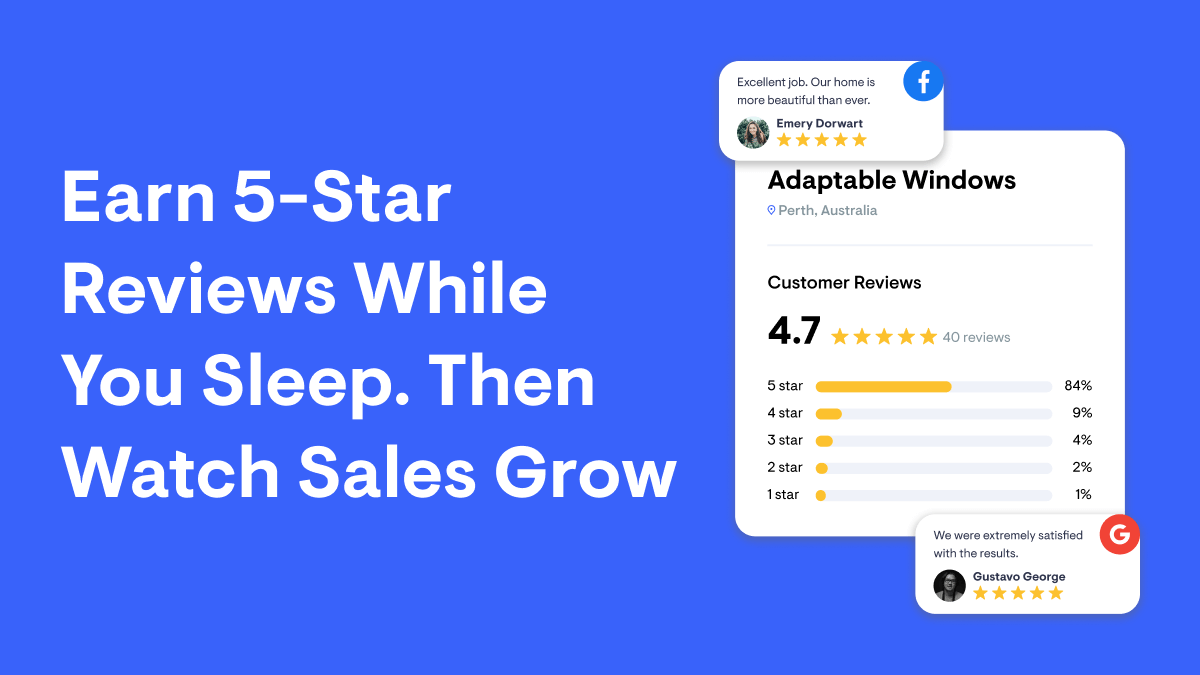 Earn 5-Star
Reviews While
You Sleep. Then
Watch Sales Grow
Excellent job. Our home is
more beautiful than ever.
Emery Dorwart
Adaptable Windows
Perth, Australia
Customer Reviews
4.7 40 reviews
5 star 84%
4 star 9%
3 star 4%
2 star 2%
1 star 1%
We were extremely satisfied
with the results.
Gustavo George